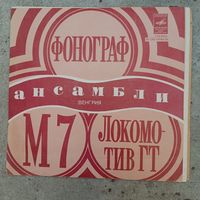 ФОНОГРАФ
ансамбли
ВЕНГРИЯ
М7
ЛОКОМО-
ТИВ ГТ